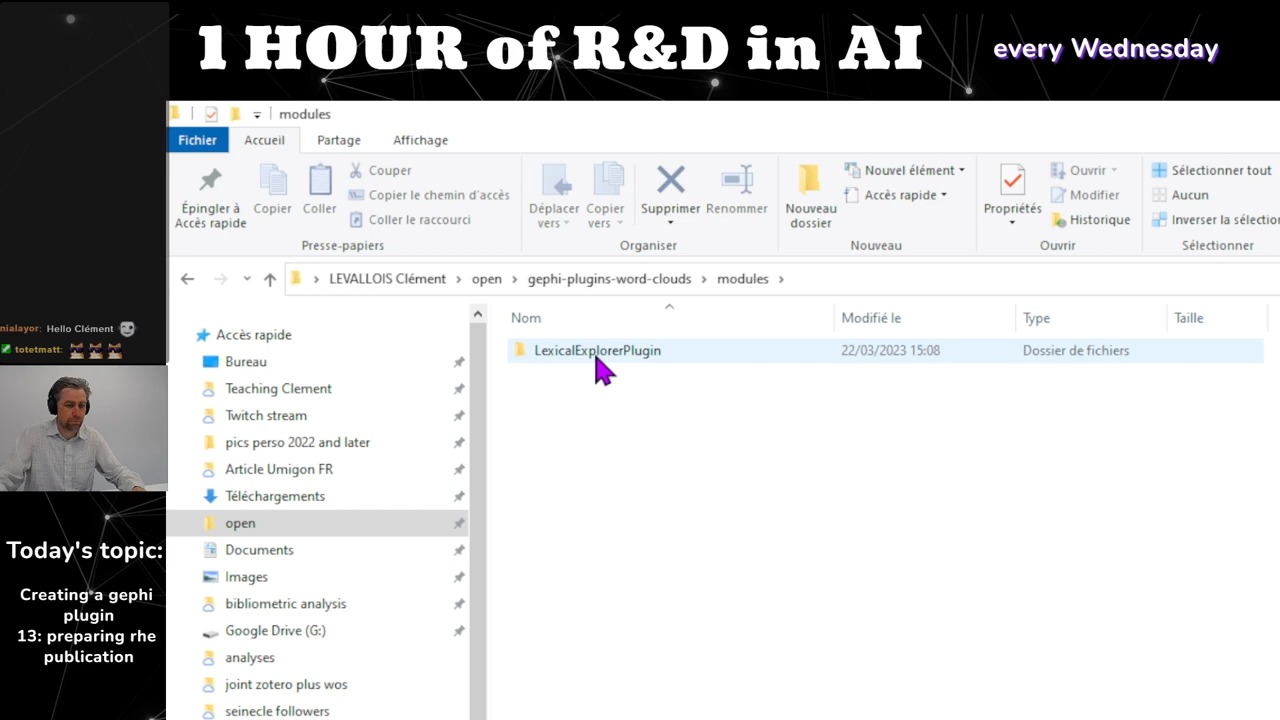 1 HOUR of R&D in AI
every Wednesday
modules
Fichier
Accueil
Partage
Affichage
Épingler à
Accès rapide
Copier
Coller
Couper
Copier le chemin d'accès
Coller le raccourci
Presse-papiers
Déplacer
vers
Copier
vers
Supprimer
Renommer
Organiser
Nouveau
dossier
Nouvel élément
Accès rapide
Nouveau
Propriétés
Ouvrir
Modifier
Historique
Ouvrir
Sélectionner tout
Aucun
Inverser la sélectio
Sélectionner
LEVALLOIS Clément > open > gephi-plugins-word-clouds > modules >
Nom
Modifié le
Type
Taille
LexicalExplorerPlugin
22/03/2023 15:08
Dossier de fichiers
Accès rapide
Bureau
Teaching Clement
Twitch stream
pics perso 2022 and later
Article Umigon FR
Téléchargements
open
Documents
Images
bibliometric analysis
Google Drive (G:)
analyses
joint zotero plus wos
seinecle followers
nialayor: Hello Clément
totetmatt:
Today's topic:
Creating a gephi
plugin
13: preparing rhe
publication